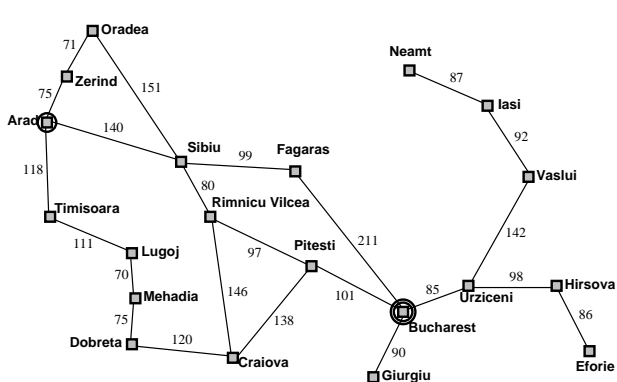 Oradea
71
Neamt
87
Zerind
151
Iasi
75
Arad
140
92
Sibiu
99
Fagaras
118
80
Vaslui
Timisoara
Rimnicu Vilcea
111
Lugoj
97
Pitesti
211
142
70
98
Hirsova
Mehadia
146
101
85
Urziceni
75
138
86
Bucharest
Dobreta
120
90
Craiova
Eforie
Giurgiu